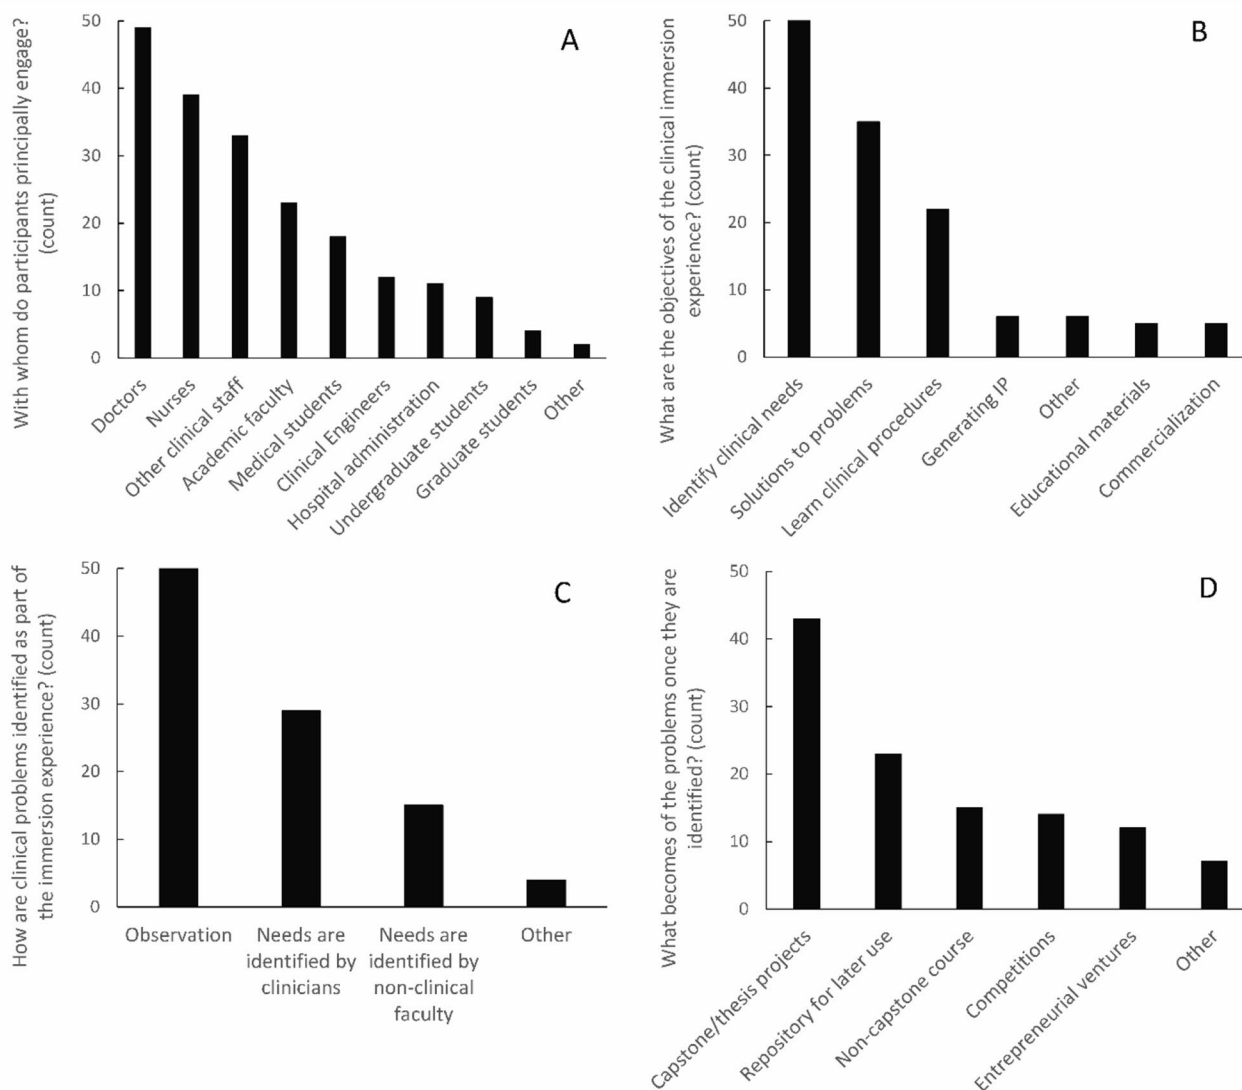 With whom do participants principally engage?
(count)
50
40
30
20
10
0
A
Doctors
Nurses
Other clinical staff
Academic faculty
Medical students
Clinical Engineers
Hospital administration
Undergraduate students
Graduate students
Other
What are the objectives of the clinical immersion
experience? (count)
50
40
30
20
10
0
B
Identify clinical needs
Solutions to problems
Learn clinical procedures
Generating IP
Other
Educational materials
Commercialization
How are clinical problems identified as part of
the immersion experience? (count)
50
40
30
20
10
0
C
Observation
Needs are
identified by
clinicians
Needs are
identified by
non-clinical
faculty
Other
What becomes of the problems once they are
identified? (count)
50
40
30
20
10
0
D
Capstone/thesis projects
Repository for later use
Non-capstone course
Competitions
Entrepreneurial ventures
Other